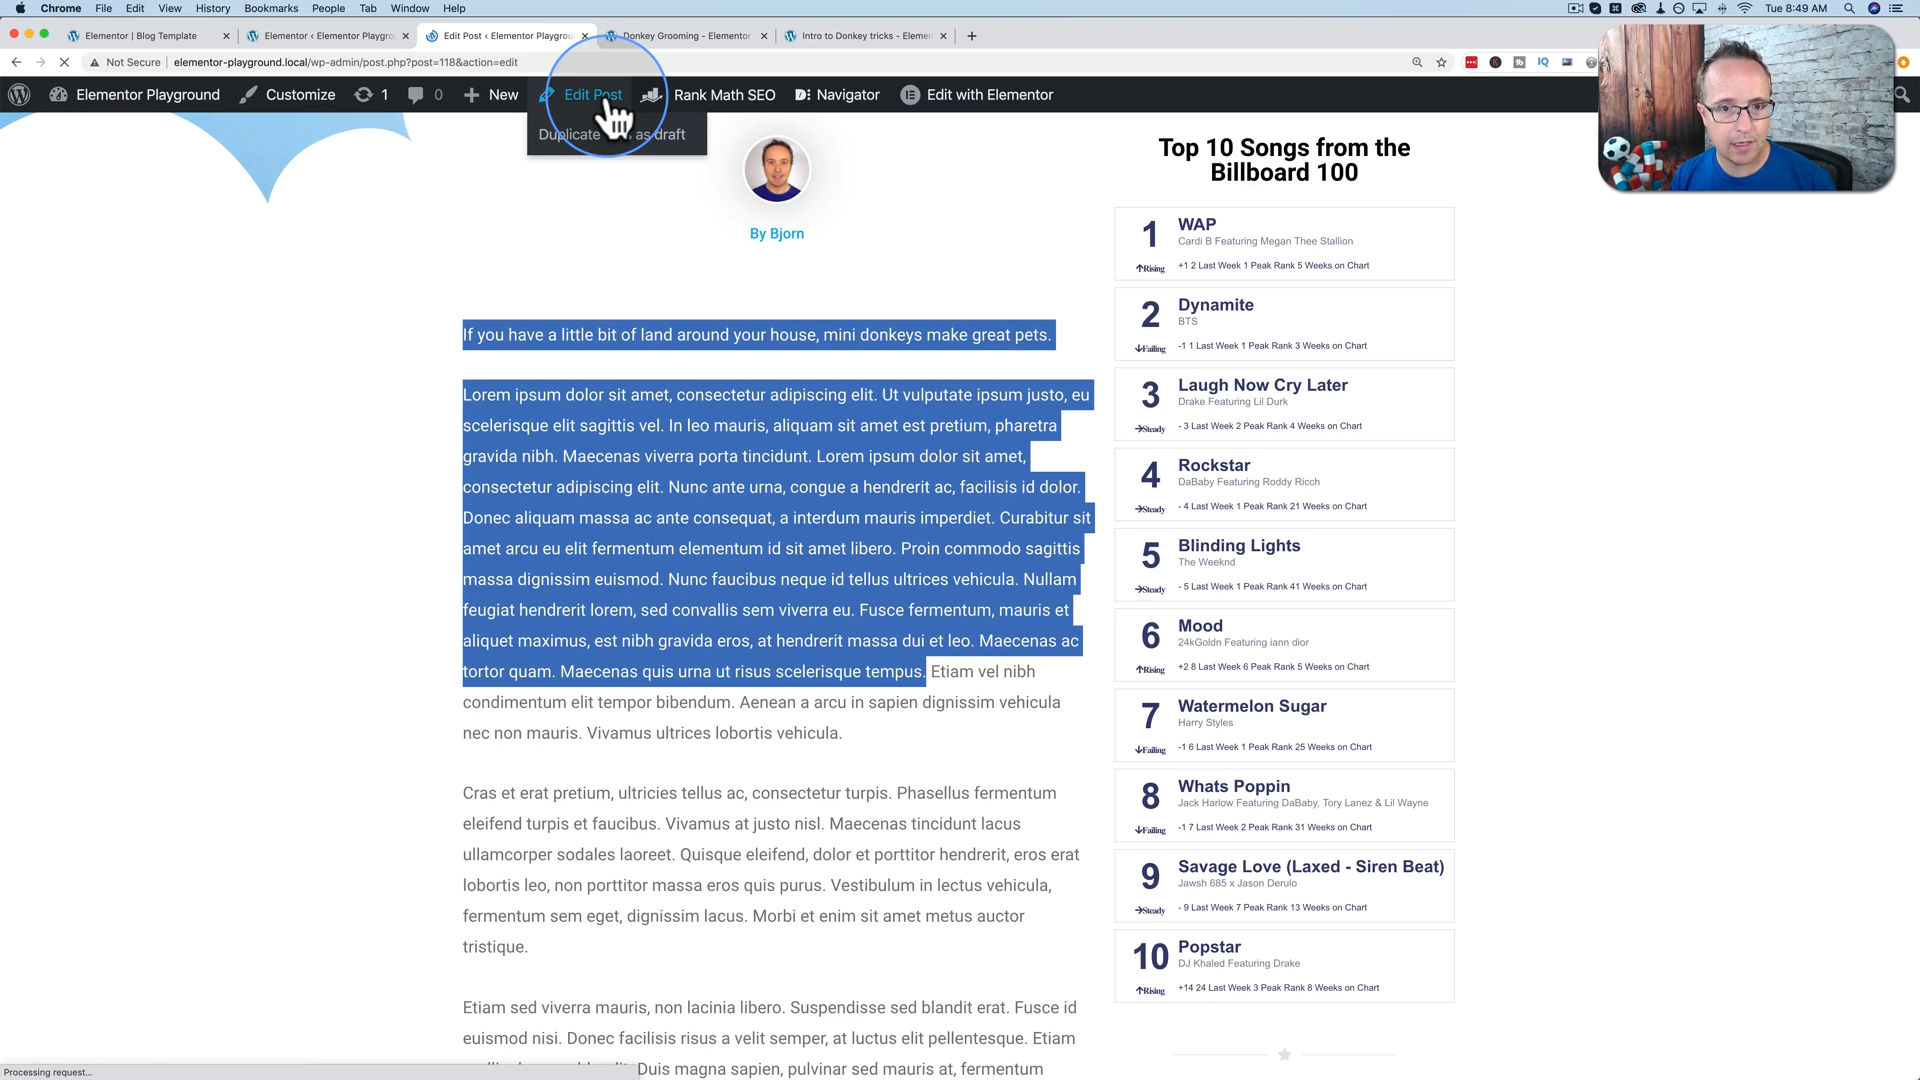 Chrome File Edit View History Bookmarks People Tab Window Help Tue 8:49 AM
Elementor | Blog Template
Elementor ‹ Elementor Playgro
Edit Post ‹ Elementor Playgroun
Donkey Grooming - Elementor
Intro to Donkey tricks - Eleme
Not Secure elementor-playground.local/wp-admin/post.php?post=118&action=edit
IQ
Elementor Playground Customize 1 0 New Edit Post Rank Math SEO Navigator Edit with Elementor
Duplicate as draft
By Bjorn
If you have a little bit of land around your house, mini donkeys make great pets.
Lorem ipsum dolor sit amet, consectetur adipiscing elit. Ut vulputate ipsum justo, eu
scelerisque elit sagittis vel. In leo mauris, aliquam sit amet est pretium, pharetra
gravida nibh. Maecenas viverra porta tincidunt. Lorem ipsum dolor sit amet,
consectetur adipiscing elit. Nunc ante urna, congue a hendrerit ac, facilisis id dolor.
Donec aliquam massa ac ante consequat, a interdum mauris imperdiet. Curabitur sit
amet arcu eu elit fermentum elementum id sit amet libero. Proin commodo sagittis
massa dignissim euismod. Nunc faucibus neque id tellus ultrices vehicula. Nullam
feugiat hendrerit lorem, sed convallis sem viverra eu. Fusce fermentum, mauris et
aliquet maximus, est nibh gravida eros, at hendrerit massa dui et leo. Maecenas ac
tortor quam. Maecenas quis urna ut risus scelerisque tempus. Etiam vel nibh
condimentum elit tempor bibendum. Aenean a arcu in sapien dignissim vehicula
nec non mauris. Vivamus ultrices lobortis vehicula.
Cras et erat pretium, ultricies tellus ac, consectetur turpis. Phasellus fermentum
eleifend turpis et faucibus. Vivamus at justo nisl. Maecenas tincidunt lacus
ullamcorper sodales laoreet. Quisque eleifend, dolor et porttitor hendrerit, eros erat
lobortis leo, non porttitor massa eros quis purus. Vestibulum in lectus vehicula,
fermentum sem eget, dignissim lacus. Morbi et enim sit amet metus auctor
tristique.
Etiam sed viverra mauris, non lacinia libero. Suspendisse sed blandit erat. Fusce id
euismod nisi. Donec facilisis risus a velit semper, at luctus elit pellentesque. Etiam
Duis magna sapien, pulvinar sed mauris at, fermentum
Processing request...
Top 10 Songs from the
Billboard 100
1 WAP
Cardi B Featuring Megan Thee Stallion
Rising +1 2 Last Week 1 Peak Rank 5 Weeks on Chart
2 Dynamite
BTS
Failing -1 1 Last Week 1 Peak Rank 3 Weeks on Chart
3 Laugh Now Cry Later
Drake Featuring Lil Durk
Steady - 3 Last Week 2 Peak Rank 4 Weeks on Chart
4 Rockstar
DaBaby Featuring Roddy Ricch
Steady - 4 Last Week 1 Peak Rank 21 Weeks on Chart
5 Blinding Lights
The Weeknd
Steady - 5 Last Week 1 Peak Rank 41 Weeks on Chart
6 Mood
24kGoldn Featuring iann dior
Rising +2 8 Last Week 6 Peak Rank 5 Weeks on Chart
7 Watermelon Sugar
Harry Styles
Failing -1 6 Last Week 1 Peak Rank 25 Weeks on Chart
8 Whats Poppin
Jack Harlow Featuring DaBaby, Tory Lanez & Lil Wayne
Failing -1 7 Last Week 2 Peak Rank 31 Weeks on Chart
9 Savage Love (Laxed - Siren Beat)
Jawsh 685 x Jason Derulo
Steady - 9 Last Week 7 Peak Rank 13 Weeks on Chart
10 Popstar
DJ Khaled Featuring Drake
Rising +14 24 Last Week 3 Peak Rank 8 Weeks on Chart